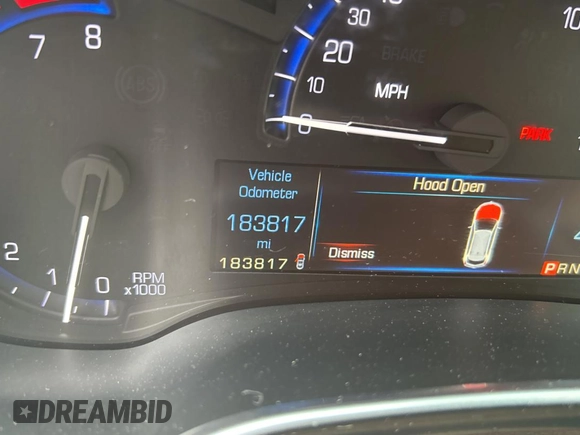 7 8
20
10
0
MPH
BRAKE
PARK
10
Vehicle
Odometer
183817
mi
183817
Hood Open
Dismiss
PRN
2 1 0
RPM
x1000
DREAMBID